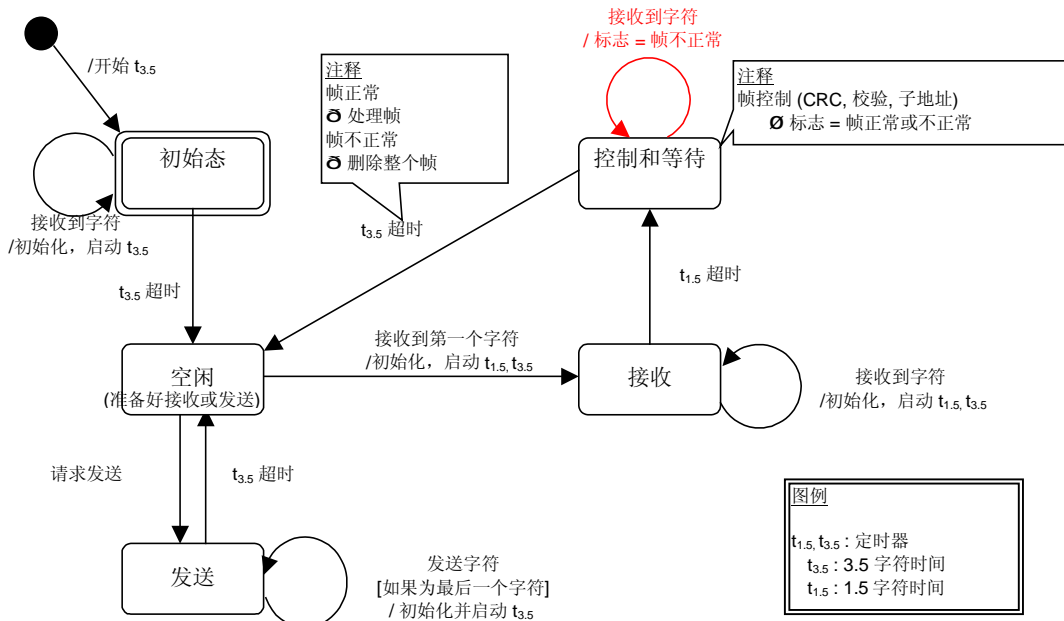 /开始 t3.5
初始态
接收到字符
/初始化，启动 t3.5
t3.5 超时
注释
帧正常
ð 处理帧
帧不正常
ð 删除整个帧
t3.5 超时
接收到字符
/ 标志 = 帧不正常
注释
帧控制 (CRC, 校验, 子地址)
Ø 标志 = 帧正常或不正常
控制和等待
t1.5 超时
空闲
(准备好接收或发送)
接收到第一个字符
/初始化，启动 t1.5, t3.5
接收
接收到字符
/初始化，启动 t1.5, t3.5
请求发送
t3.5 超时
发送
发送字符
[如果为最后一个字符]
/ 初始化并启动 t3.5
图例
t1.5, t3.5 : 定时器
t3.5 : 3.5 字符时间
t1.5 : 1.5 字符时间